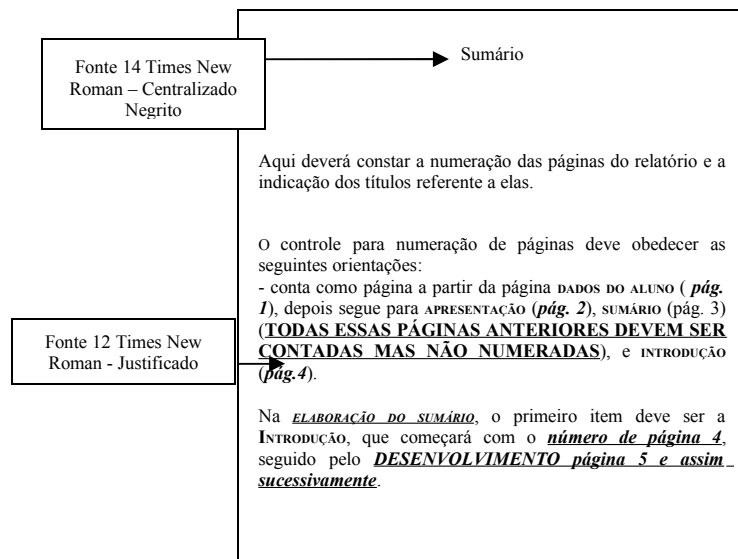 Fonte 14 Times New
Roman – Centralizado
Negrito
Sumário
Aqui deverá constar a numeração das páginas do relatório e a
indicação dos títulos referente a elas.
O controle para numeração de páginas deve obedecer as
seguintes orientações:
- conta como página a partir da página DADOS DO ALUNO ( pág.
1), depois segue para APRESENTAÇÃO (pág. 2), SUMÁRIO (pág. 3)
(TODAS ESSAS PÁGINAS ANTERIORES DEVEM SER
CONTADAS MAS NÃO NUMERADAS), e INTRODUÇÃO
(pág.4).
Fonte 12 Times New
Roman - Justificado
Na ELABORAÇÃO DO SUMÁRIO, o primeiro item deve ser a
INTRODUÇÃO, que começará com o número de página 4,
seguido pelo DESENVOLVIMENTO página 5 e assim
sucessivamente.